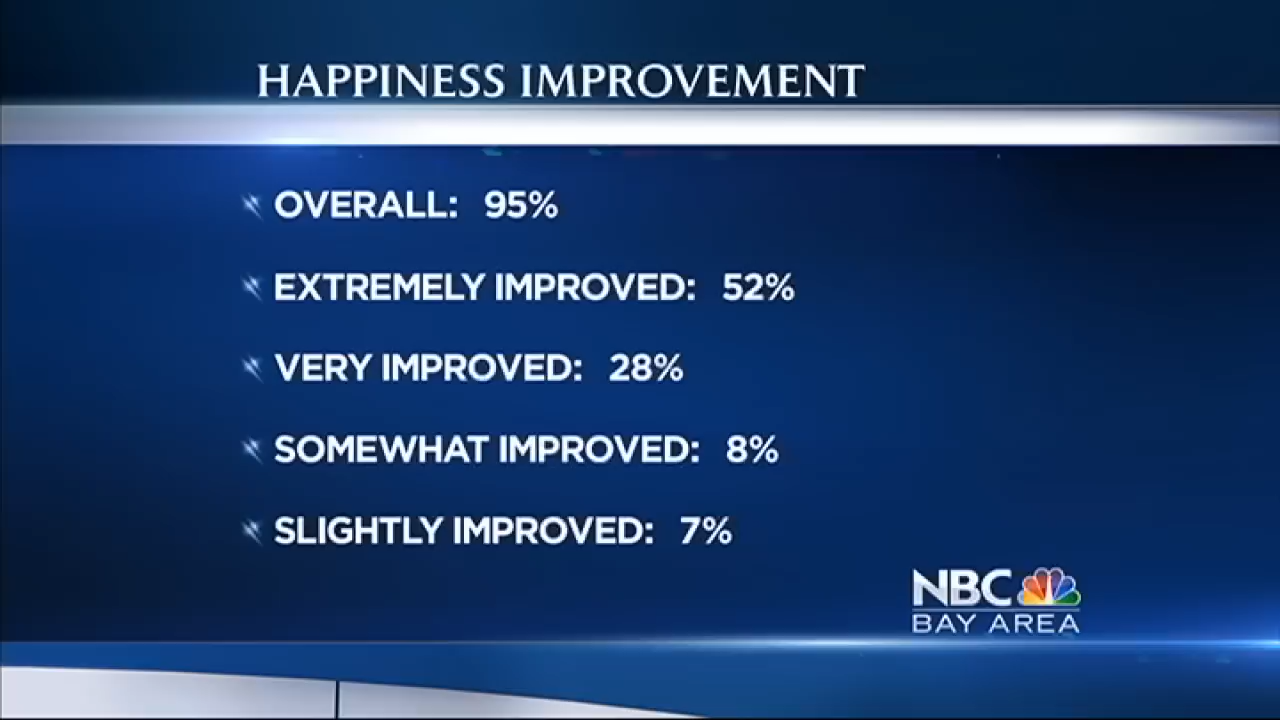 HAPPINESS IMPROVEMENT
OVERALL: 95%
EXTREMELY IMPROVED: 52%
VERY IMPROVED: 28%
SOMEWHAT IMPROVED: 8%
SLIGHTLY IMPROVED: 7%
NBC
BAY AREA